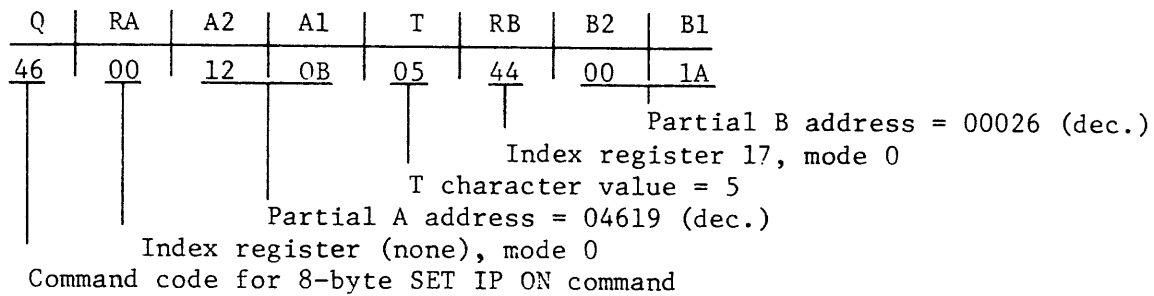 Q RA A2 A1 T RB B2 B1
46 00 12 0B 05 44 00 1A
Partial B address = 00026 (dec.)
Index register 17, mode 0
T character value = 5
Partial A address = 04619 (dec.)
Index register (none), mode 0
Command code for 8-byte SET IP ON command